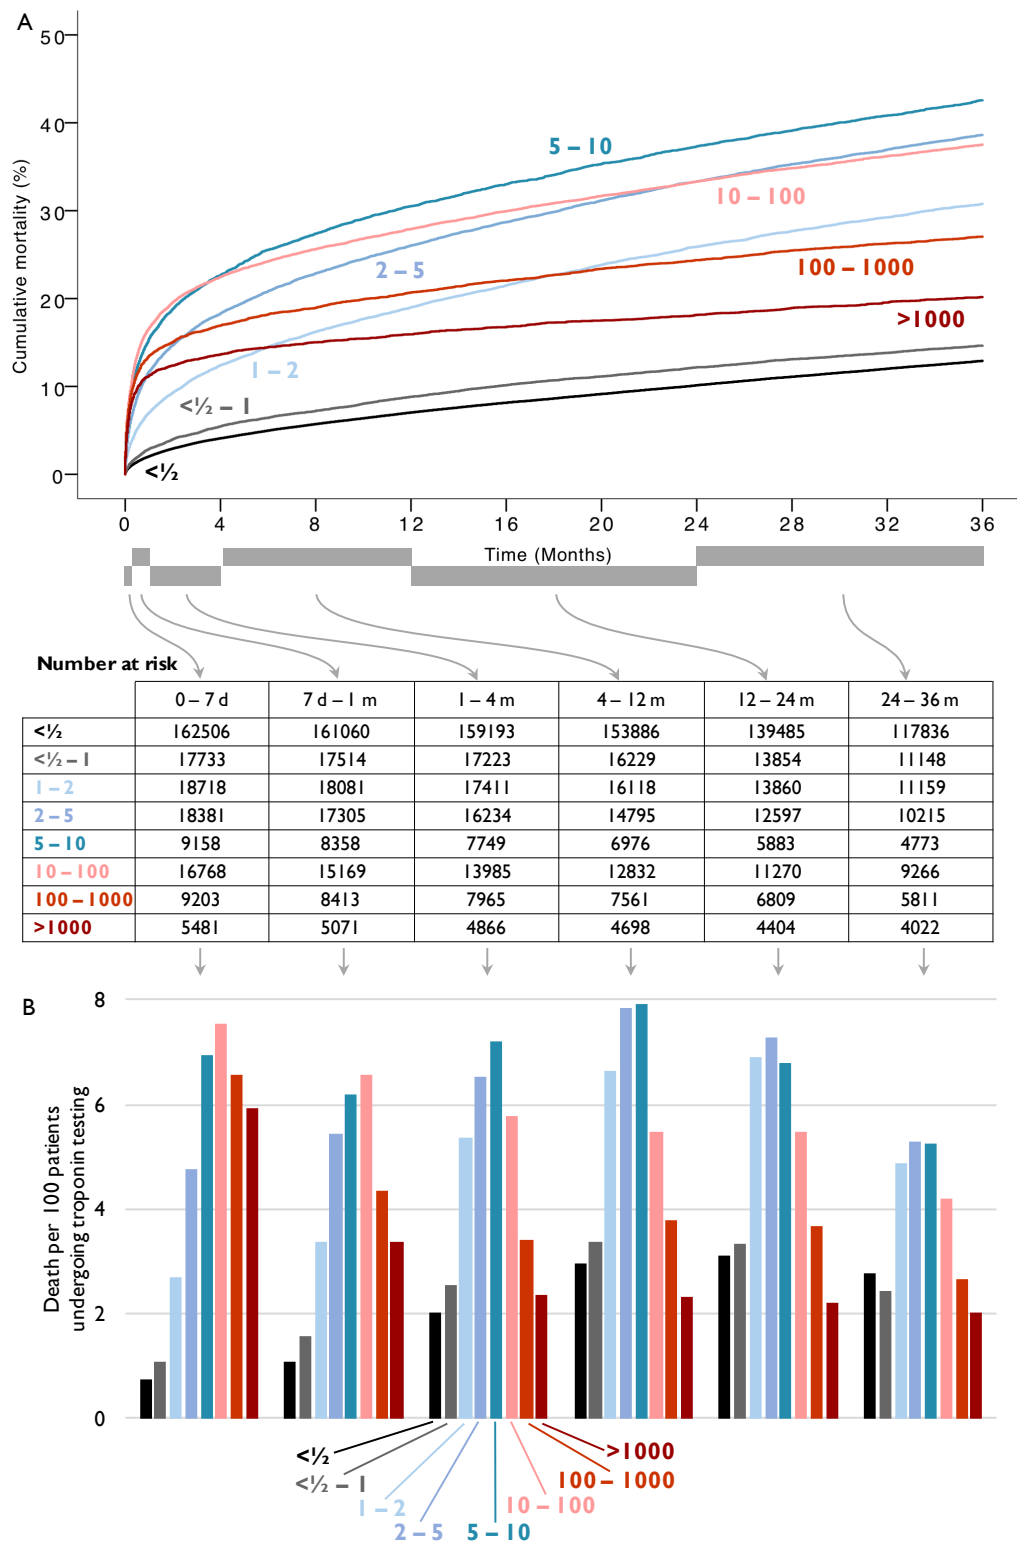 A
50
40
30
20
10
0
Cumulative mortality (%)
5 – 10
10 – 100
2 – 5
100 – 1000
>1000
1 – 2
<½ – 1
<½
0 4 8 12 16 20 24 28 32 36
Time (Months)
Number at risk
0 – 7 d 7 d – 1 m 1 – 4 m 4 – 12 m 12 – 24 m 24 – 36 m
<½ 162506 161060 159193 153886 139485 117836
<½ – 1 17733 17514 17223 16229 13854 11148
1 – 2 18718 18081 17411 16118 13860 11159
2 – 5 18381 17305 16234 14795 12597 10215
5 – 10 9158 8358 7749 6976 5883 4773
10 – 100 16768 15169 13985 12832 11270 9266
100 – 1000 9203 8413 7965 7561 6809 5811
>1000 5481 5071 4866 4698 4404 4022
B
8
6
4
2
0
Death per 100 patients
undergoing troponin testing
<½
<½ – 1
1 – 2
2 – 5
5 – 10
10 – 100
100 – 1000
>1000